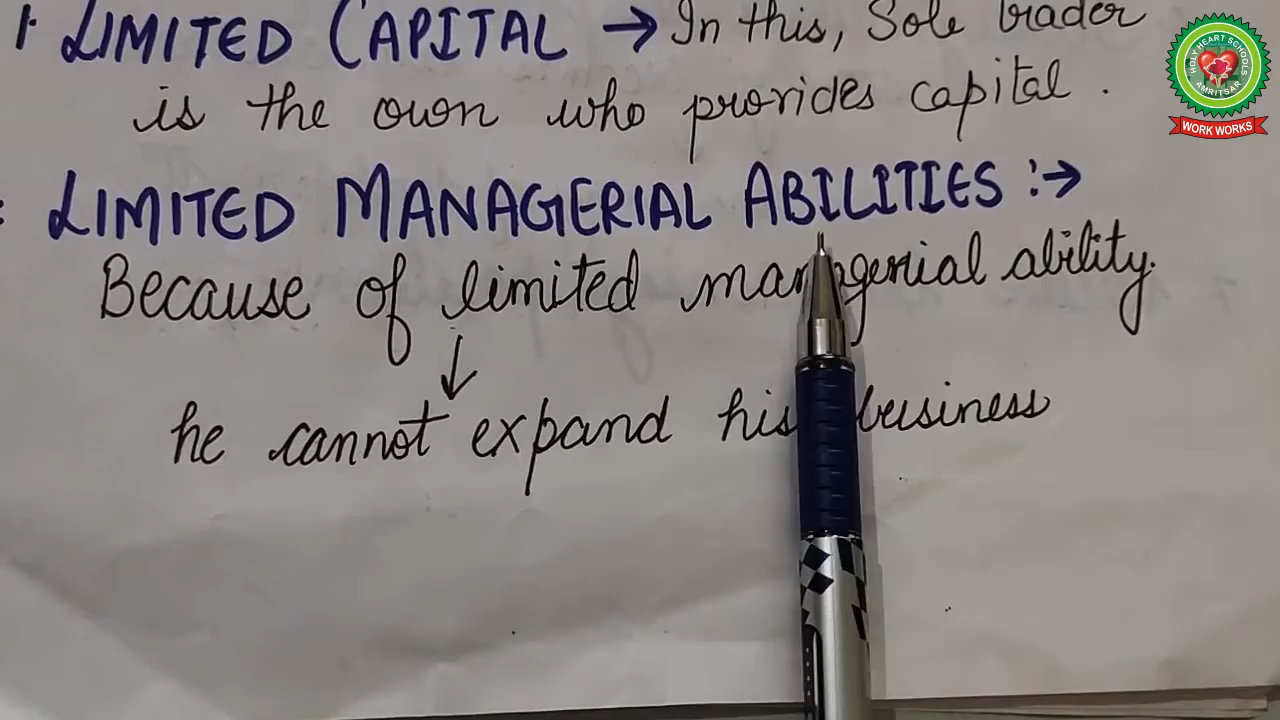 1. LIMITED CAPITAL → In this, Sole trader
is the own who provides capital.
: LIMITED MANAGERIAL ABILITIES :→
Because of limited managerial ability.
↓
he cannot expand his business
HOLY HEART SCHOOLS
AMRITSAR
WORK WORKS